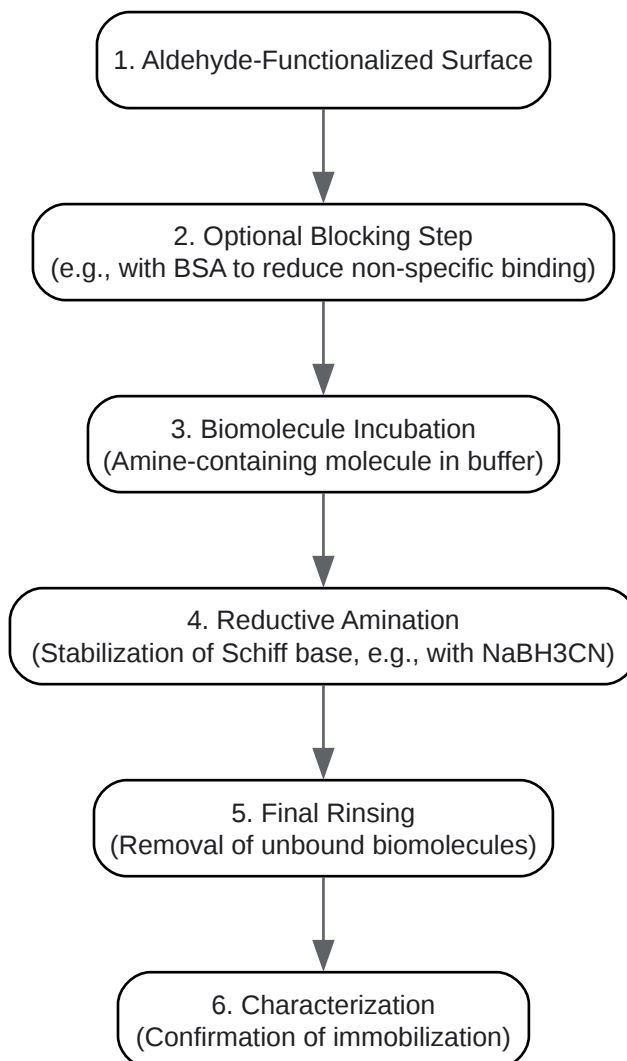 1. Aldehyde-Functionalized Surface
2. Optional Blocking Step
(e.g., with BSA to reduce non-specific binding)
3. Biomolecule Incubation
(Amine-containing molecule in buffer)
4. Reductive Amination
(Stabilization of Schiff base, e.g., with NaBH3CN)
5. Final Rinsing
(Removal of unbound biomolecules)
6. Characterization
(Confirmation of immobilization)